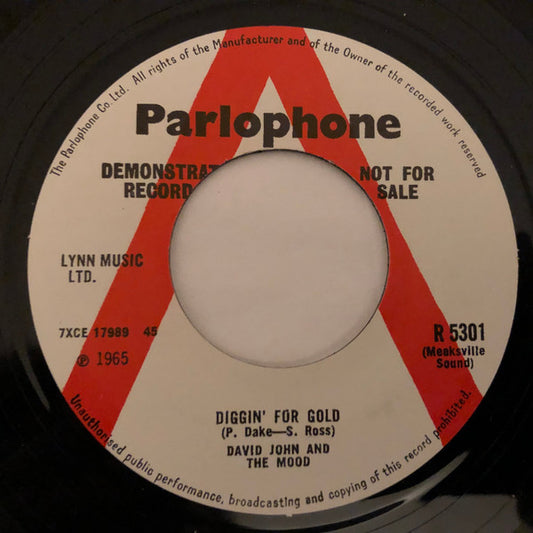 The Parlophone Co. Ltd. All rights of the Manufacturer and of the Owner of the recorded work reserved
Parlophone
DEMONSTRAT
RECORD
NOT FOR
SALE
LYNN MUSIC
LTD.
7XCE 17989 45
℗ 1965
R 5301
(Meeksville
Sound)
DIGGIN' FOR GOLD
(P. Dake—S. Ross)
DAVID JOHN AND
THE MOOD
Unauthorised public performance, broadcasting and copying of this record prohibited.